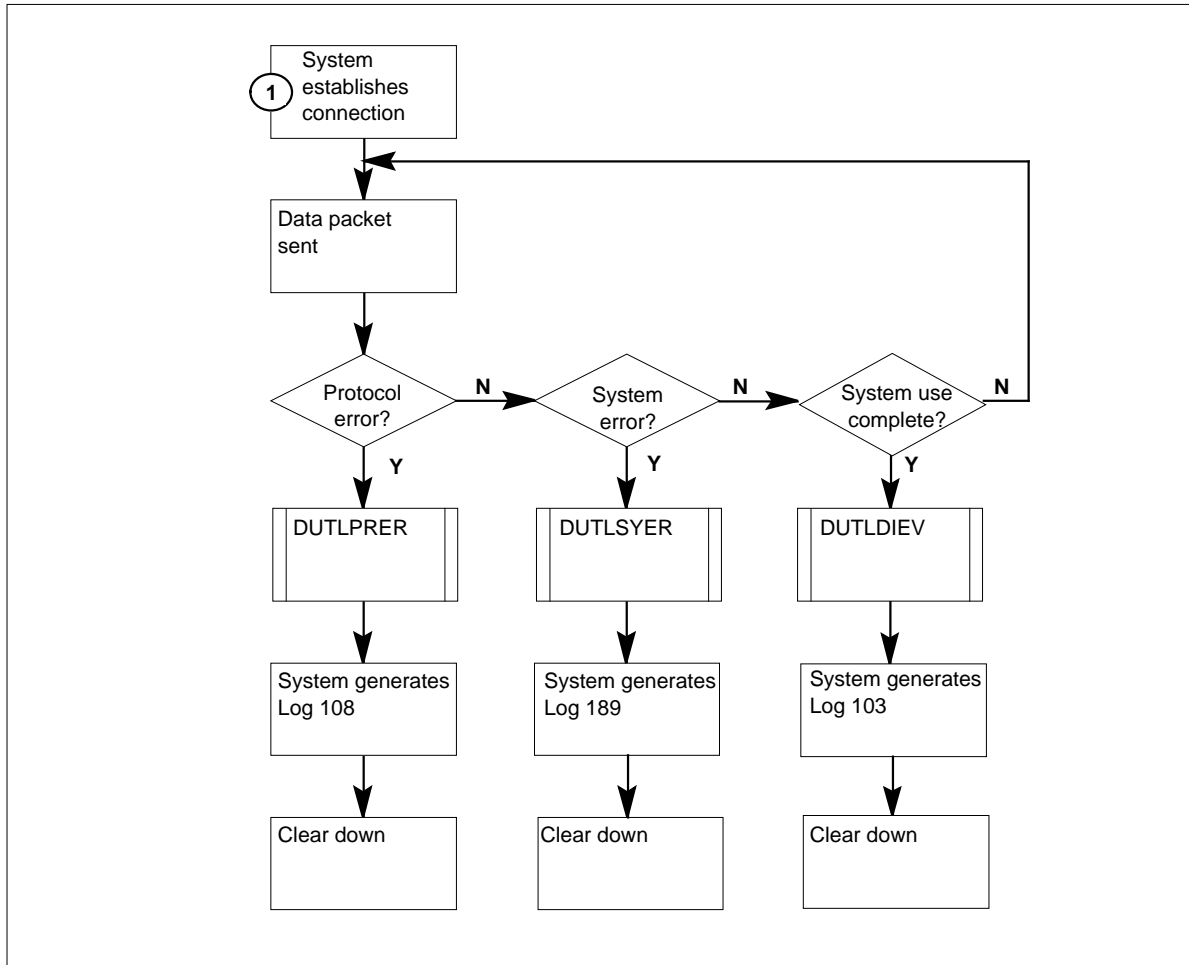 System
establishes
connection
1
Data packet
sent
Protocol
error?
N
System
error?
N
System use
complete?
N
Y
Y
Y
DUTLPRER
DUTLSYER
DUTLDIEV
System generates
Log 108
System generates
Log 189
System generates
Log 103
Clear down
Clear down
Clear down